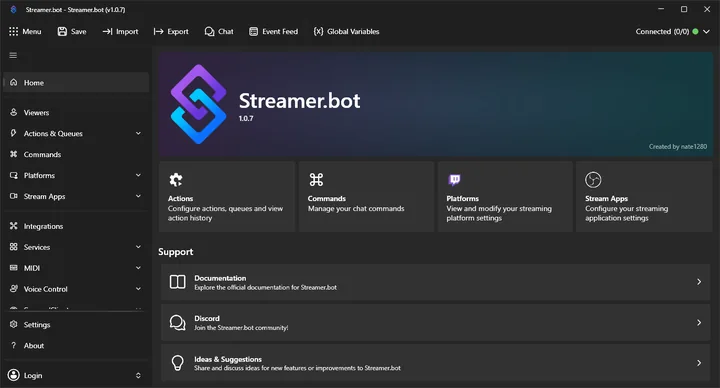 Streamer.bot - Streamer.bot (v1.0.7)
Menu
Save
Import
Export
Chat
Event Feed
{x} Global Variables
Connected (0/0)
Home
Viewers
Actions & Queues
Commands
Platforms
Stream Apps
Integrations
Services
MIDI
Voice Control
Settings
? About
Login
Streamer.bot
1.0.7
Created by nate1280
Actions
Configure actions, queues and view
action history
Commands
Manage your chat commands
Platforms
View and modify your streaming
platform settings
Stream Apps
Configure your streaming
application settings
Support
Documentation
Explore the official documentation for Streamer.bot
Discord
Join the Streamer.bot community!
Ideas & Suggestions
Share and discuss ideas for new features or improvements to Streamer.bot